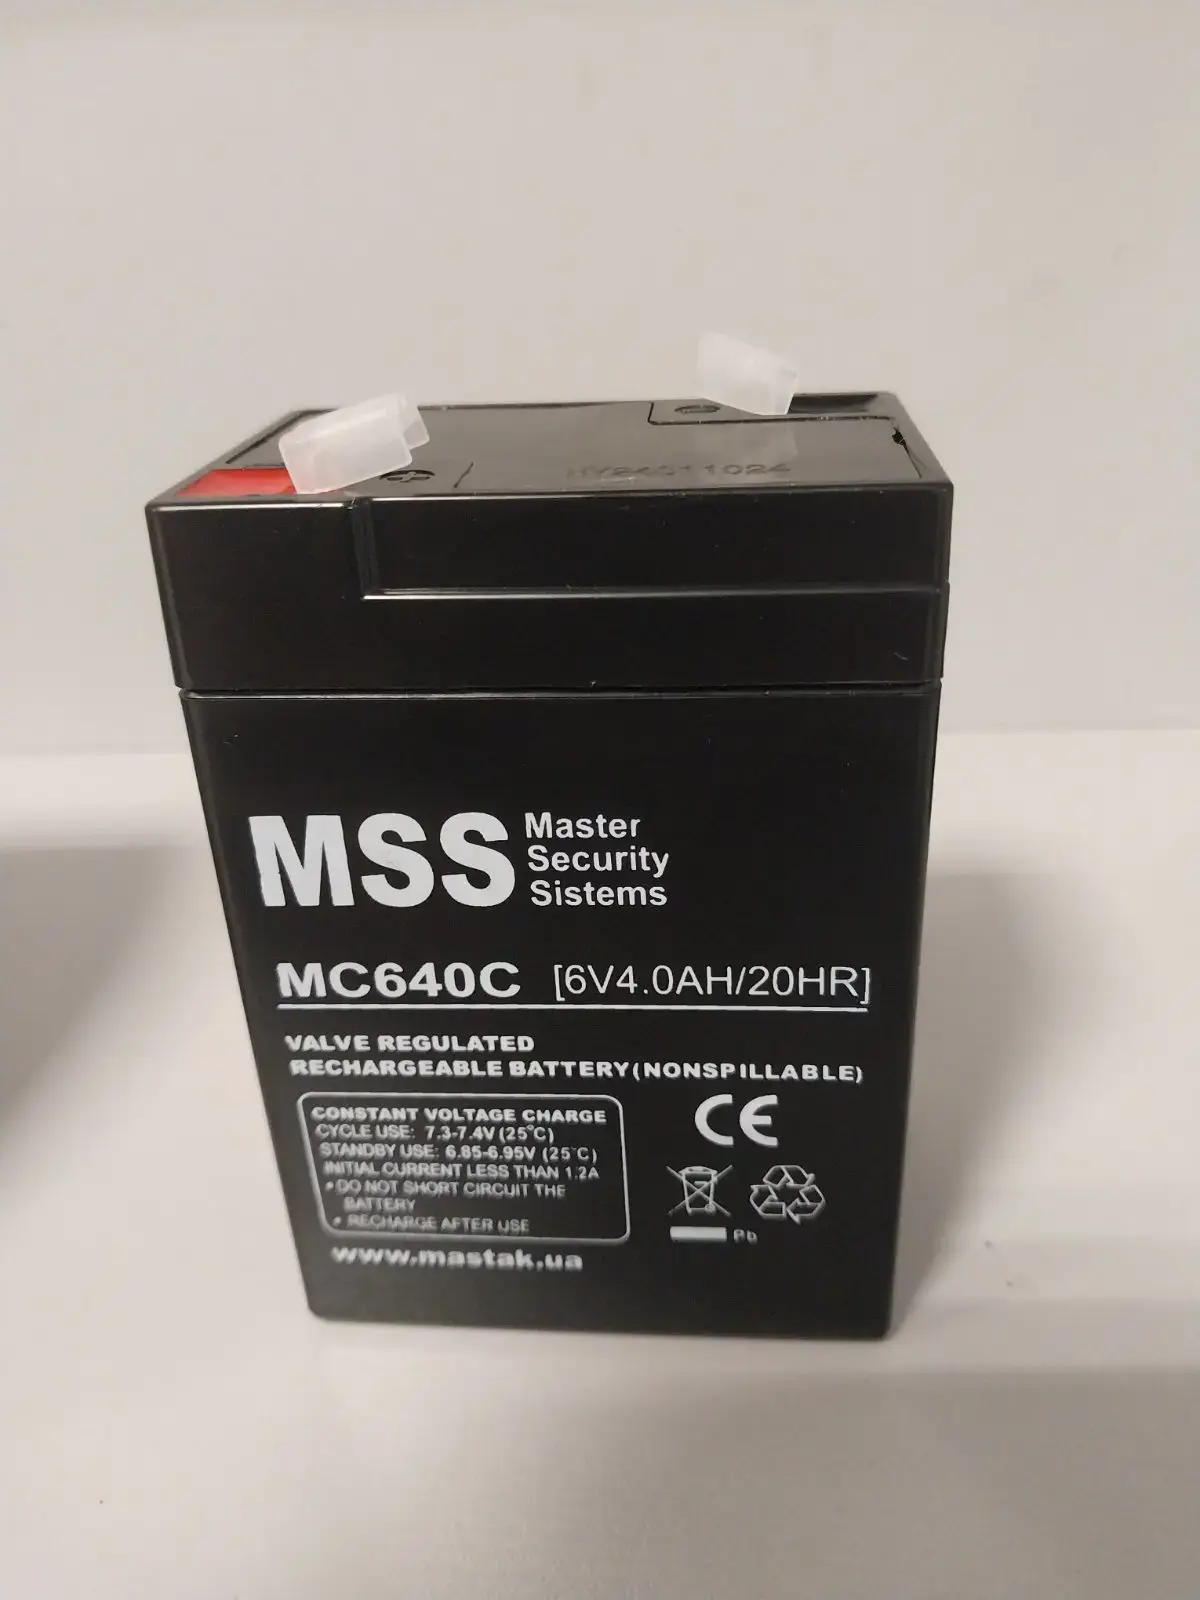 MSS
Master
Security
Sistems
MC640C [6V4.0AH/20HR]
VALVE REGULATED
RECHARGEABLE BATTERY(NONSPILLABLE)
CONSTANT VOLTAGE CHARGE
CYCLE USE: 7.3-7.4V (25°C)
STANDBY USE: 6.85-6.95V (25°C)
INITIAL CURRENT LESS THAN 1.2A
• DO NOT SHORT CIRCUIT THE
BATTERY
• RECHARGE AFTER USE
CE
Pb
www.mastak.ua